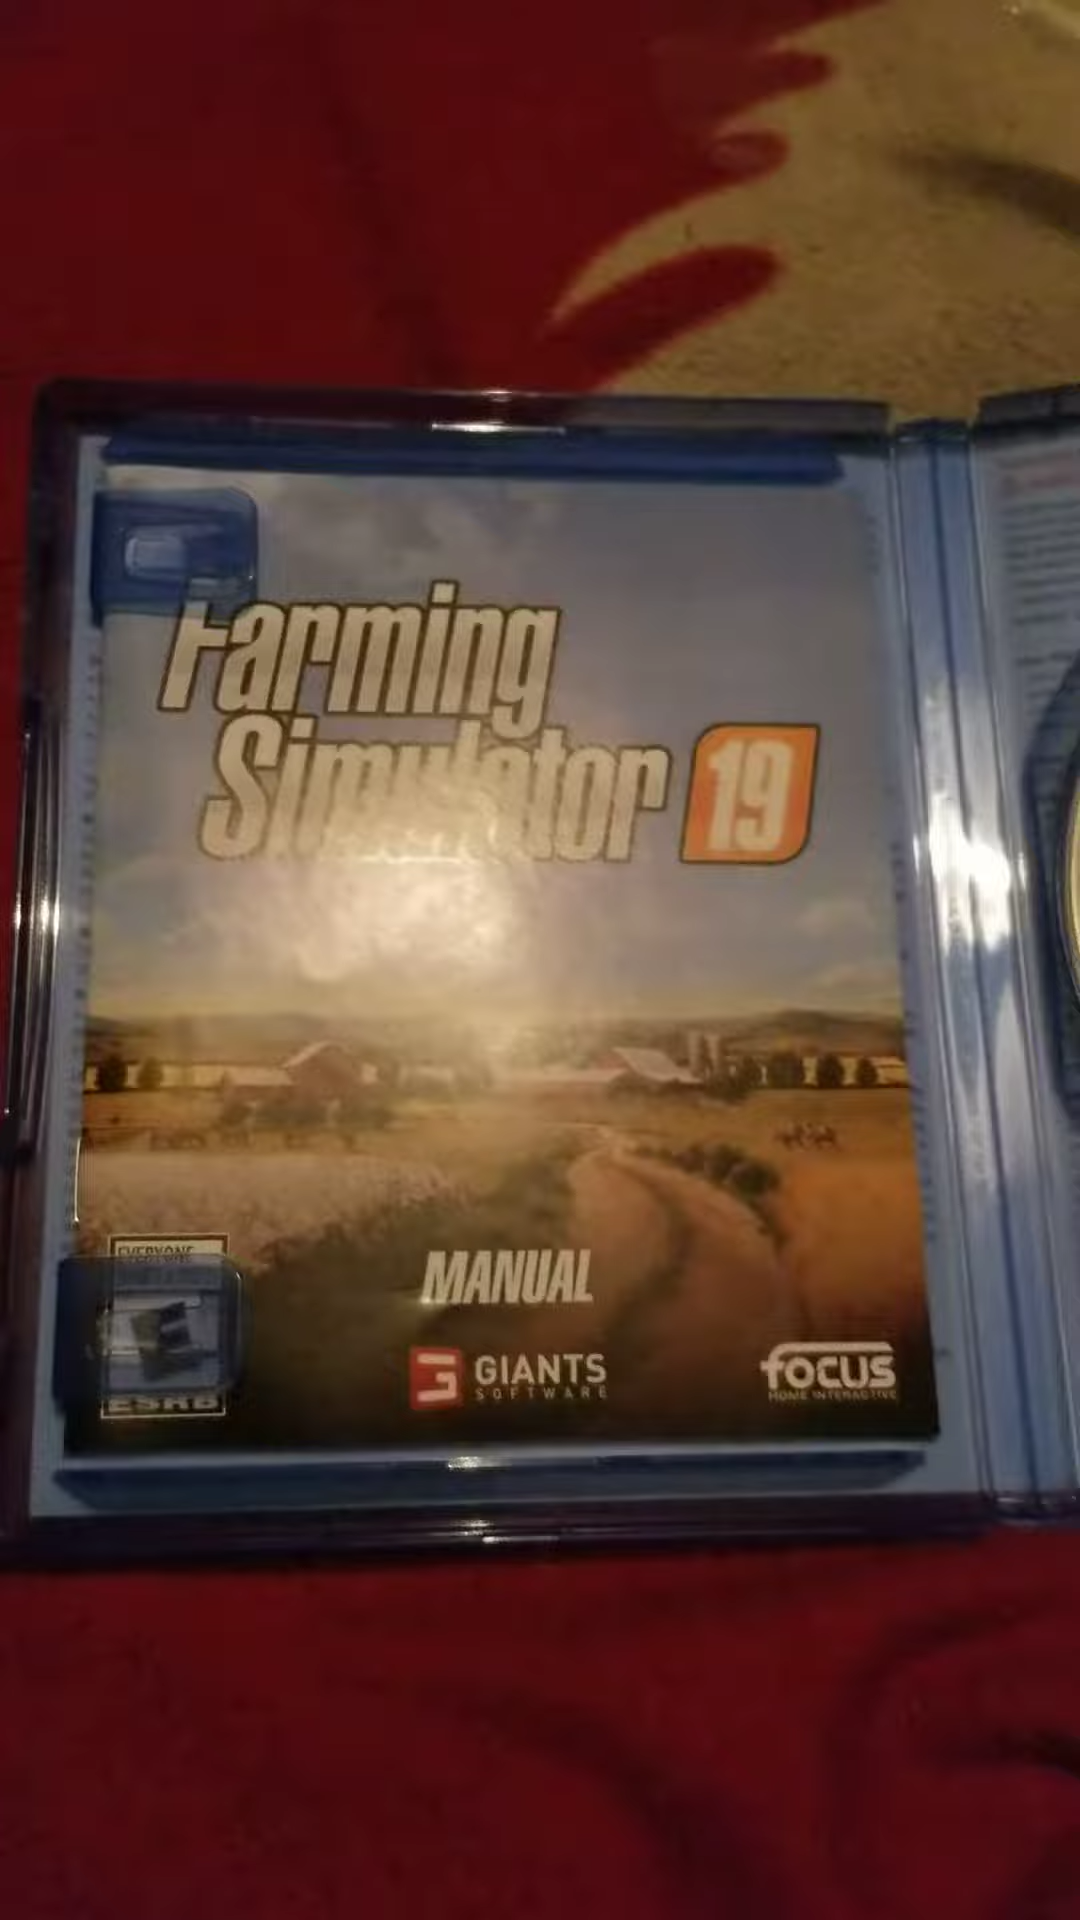 Farming
Simulator 19
EVERYONE
MANUAL
ESRB
GIANTS
SOFTWARE
focus
HOME INTERACTIVE